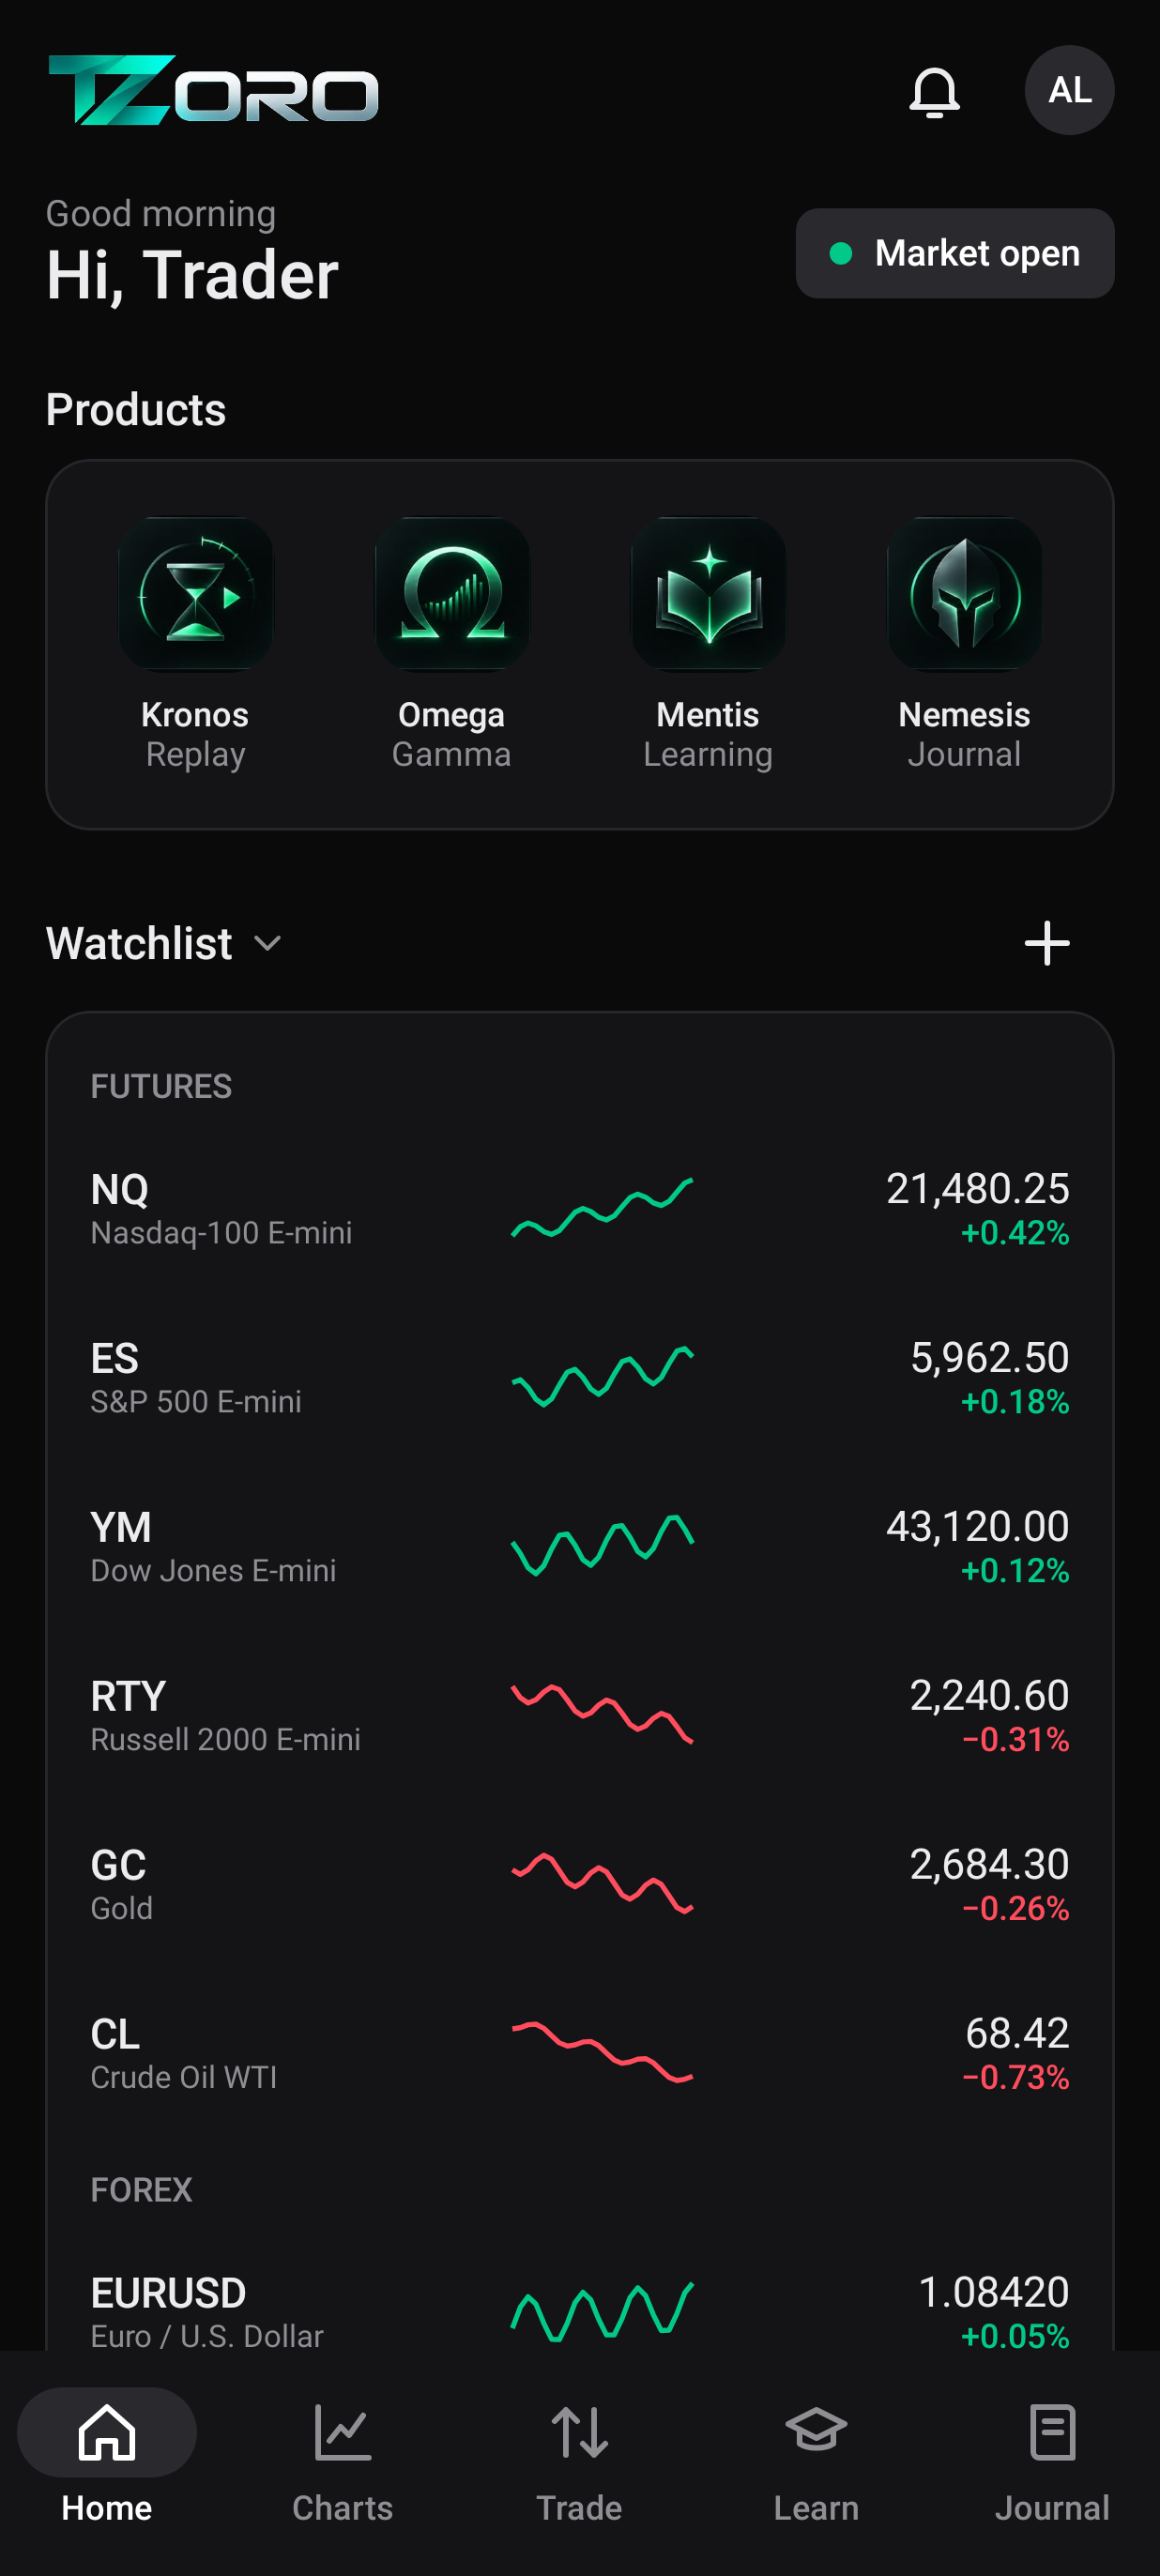 TZORO
AL
Good morning
Hi, Trader
Market open
Products
Kronos
Replay
Omega
Gamma
Mentis
Learning
Nemesis
Journal
Watchlist
FUTURES
NQ
Nasdaq-100 E-mini
21,480.25
+0.42%
ES
S&P 500 E-mini
5,962.50
+0.18%
YM
Dow Jones E-mini
43,120.00
+0.12%
RTY
Russell 2000 E-mini
2,240.60
−0.31%
GC
Gold
2,684.30
−0.26%
CL
Crude Oil WTI
68.42
−0.73%
FOREX
EURUSD
Euro / U.S. Dollar
1.08420
+0.05%
Home
Charts
Trade
Learn
Journal